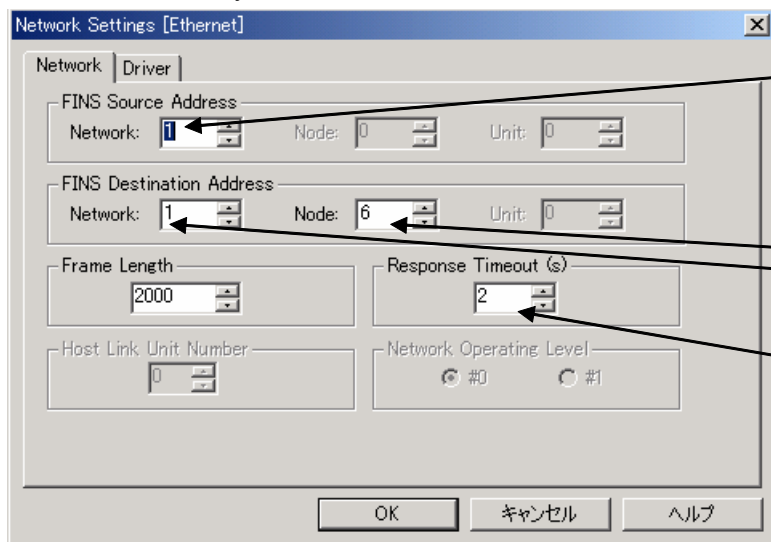 Network Settings [Ethernet]
Network Driver
FINS Source Address
Network: 1 Node: 0 Unit: 0
FINS Destination Address
Network: 1 Node: 6 Unit: 0
Frame Length Response Timeout (s)
2000 2
Host Link Unit Number Network Operating Level
0 #0 #1
OK キャンセル ヘルプ